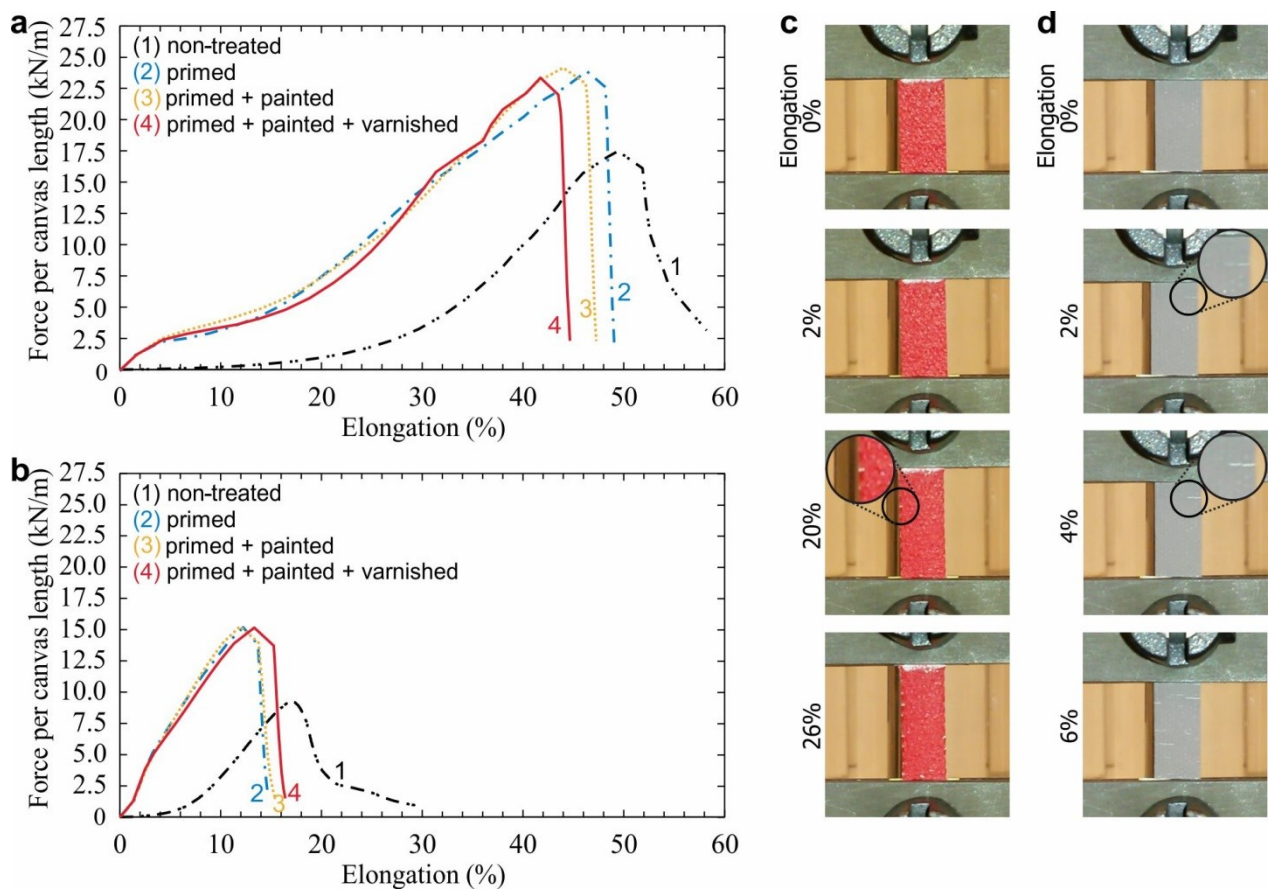 a
Force per canvas length (kN/m)
27.5
25.0
22.5
20.0
17.5
15.0
12.5
10.0
7.5
5.0
2.5
0
(1) non-treated
(2) primed
(3) primed + painted
(4) primed + painted + varnished
1
2
3
4
0 10 20 30 40 50 60
Elongation (%)
b
Force per canvas length (kN/m)
27.5
25.0
22.5
20.0
17.5
15.0
12.5
10.0
7.5
5.0
2.5
0
(1) non-treated
(2) primed
(3) primed + painted
(4) primed + painted + varnished
1
2
3
4
0 10 20 30 40 50 60
Elongation (%)
c
Elongation
0%
2%
20%
26%
d
Elongation
0%
2%
4%
6%